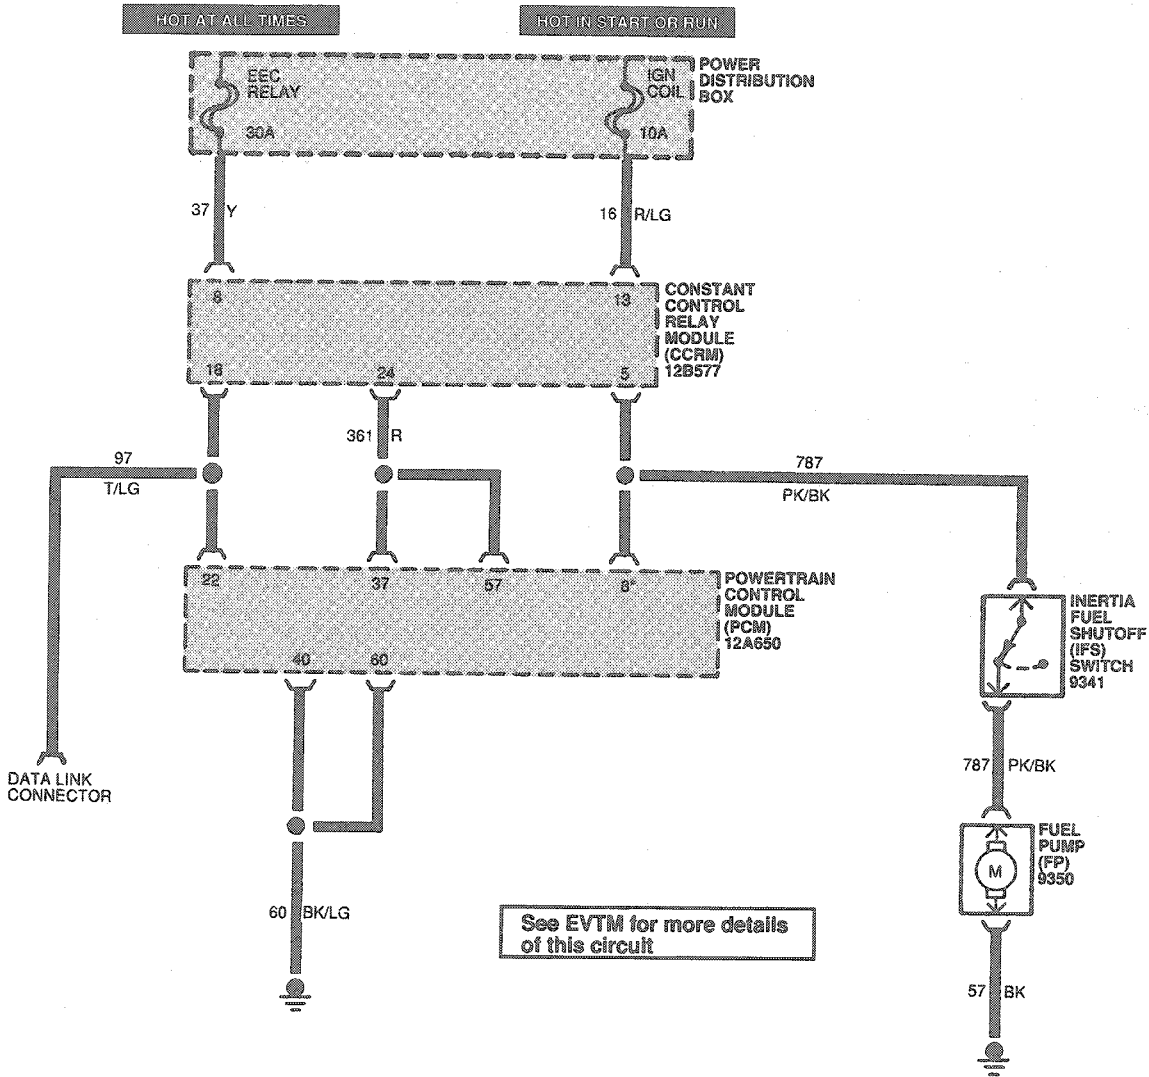 HOT AT ALL TIMES
HOT IN START OR RUN
EEC
RELAY
30A
IGN
COIL
10A
POWER
DISTRIBUTION
BOX
37 Y
16 R/LG
8
13
CONSTANT
CONTROL
RELAY
MODULE
(CCRM)
12B577
18
24
5
361 R
97
T/LG
787
PK/BK
22
37
57
8*
POWERTRAIN
CONTROL
MODULE
(PCM)
12A650
40
60
INERTIA
FUEL
SHUTOFF
(IFS)
SWITCH
9341
DATA LINK
CONNECTOR
787 PK/BK
FUEL
PUMP
(FP)
9350
M
60 BK/LG
See EVTM for more details
of this circuit
57 BK